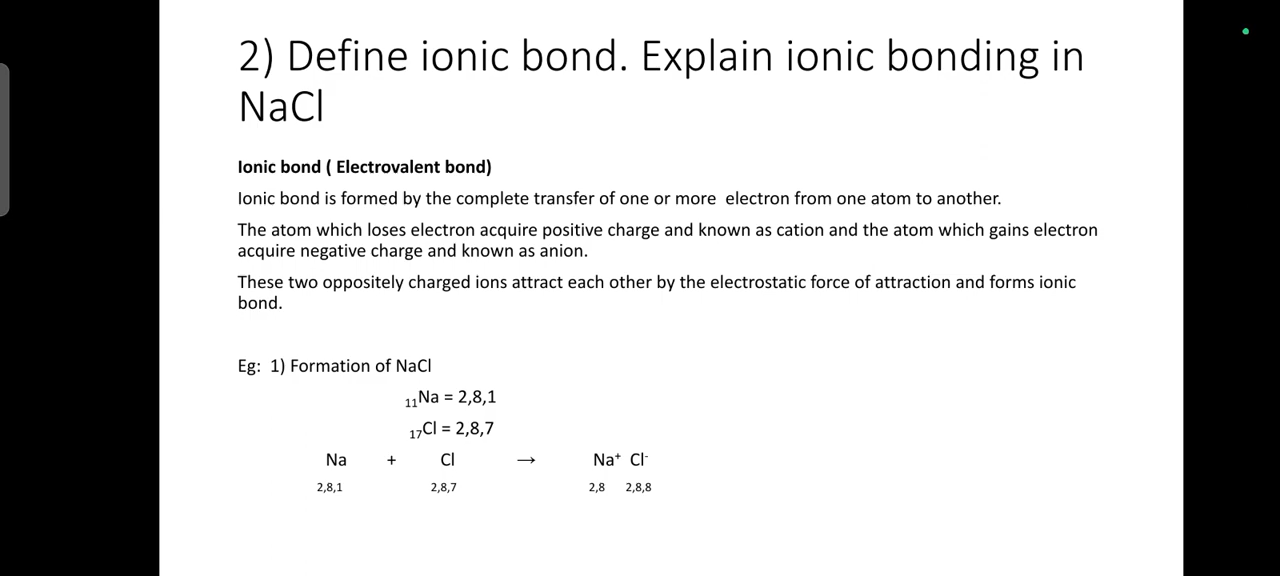 2) Define ionic bond. Explain ionic bonding in
NaCl
Ionic bond ( Electrovalent bond)
Ionic bond is formed by the complete transfer of one or more  electron from one atom to another.
The atom which loses electron acquire positive charge and known as cation and the atom which gains electron
acquire negative charge and known as anion.
These two oppositely charged ions attract each other by the electrostatic force of attraction and forms ionic
bond.
Eg:  1) Formation of NaCl
₁₁Na = 2,8,1
₁₇Cl = 2,8,7
Na + Cl → Na⁺ Cl⁻
2,8,1 2,8,7 2,8 2,8,8